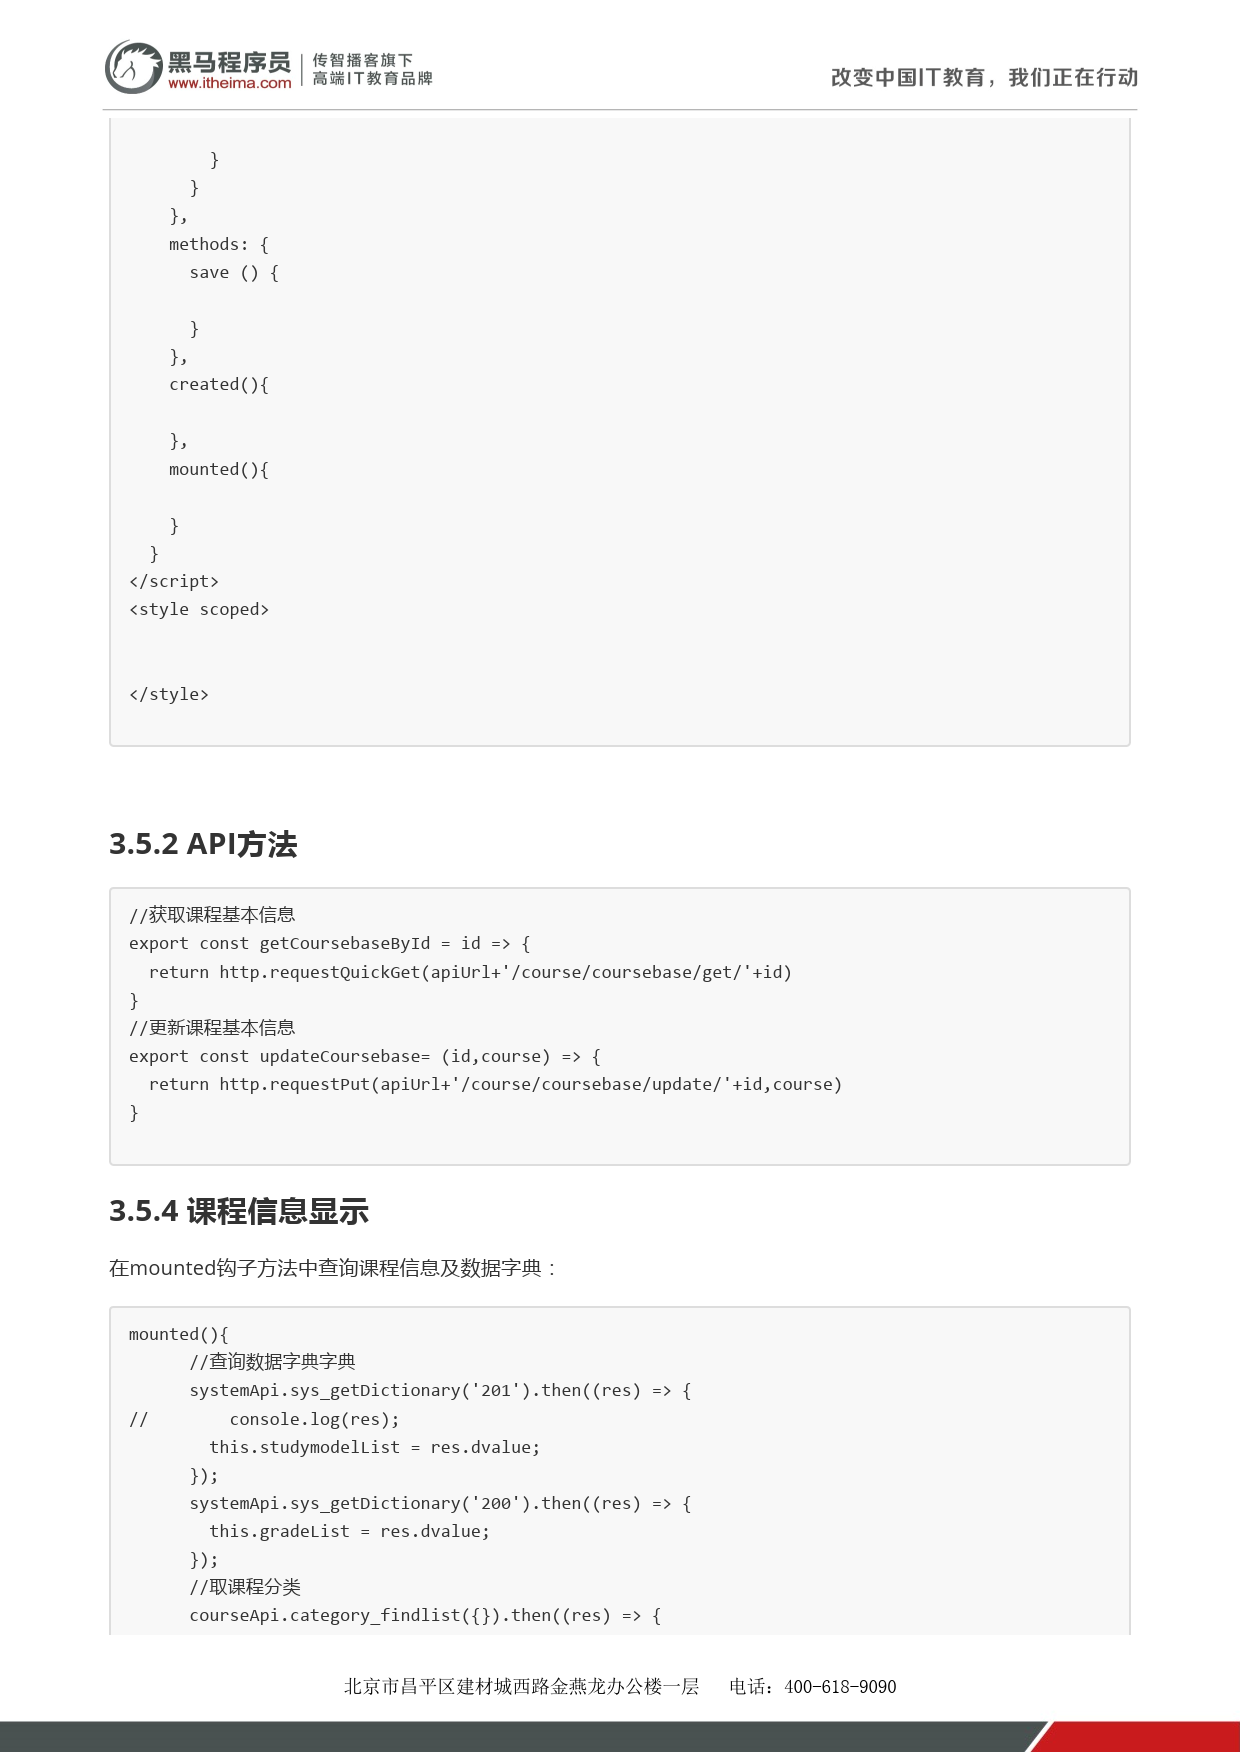 黑马程序员
www.itheima.com
传智播客旗下
高端IT教育品牌
改变中国IT教育，我们正在行动
        }
      }
    },
    methods: {
      save () {

      }
    },
    created(){

    },
    mounted(){

    }
  }
</script>
<style scoped>


</style>
3.5.2 API方法
//获取课程基本信息
export const getCoursebaseById = id => {
  return http.requestQuickGet(apiUrl+'/course/coursebase/get/'+id)
}
//更新课程基本信息
export const updateCoursebase= (id,course) => {
  return http.requestPut(apiUrl+'/course/coursebase/update/'+id,course)
}
3.5.4 课程信息显示
在mounted钩子方法中查询课程信息及数据字典：
mounted(){
      //查询数据字典字典
      systemApi.sys_getDictionary('201').then((res) => {
//        console.log(res);
        this.studymodelList = res.dvalue;
      });
      systemApi.sys_getDictionary('200').then((res) => {
        this.gradeList = res.dvalue;
      });
      //取课程分类
      courseApi.category_findlist({}).then((res) => {
北京市昌平区建材城西路金燕龙办公楼一层   电话：400-618-9090